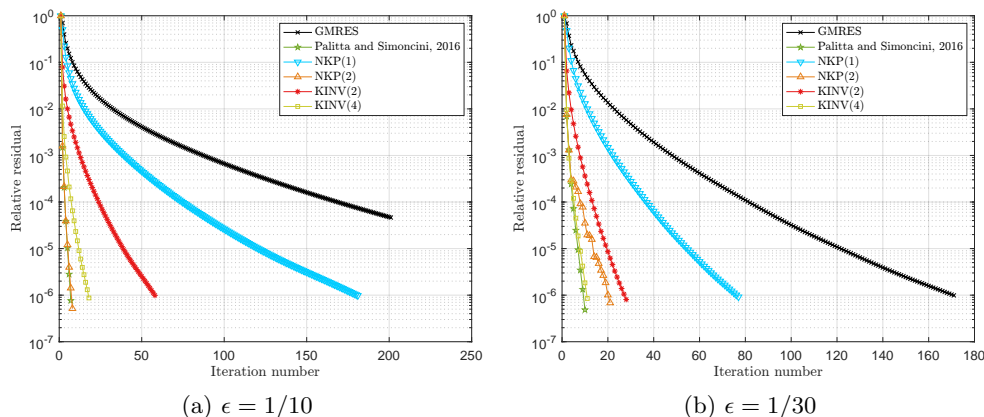 10^0
10^-1
10^-2
10^-3
10^-4
10^-5
10^-6
10^-7
Relative residual
0 50 100 150 200 250
Iteration number
GMRES
Palitta and Simoncini, 2016
NKP(1)
NKP(2)
KINV(2)
KINV(4)
(a) ϵ = 1/10
10^0
10^-1
10^-2
10^-3
10^-4
10^-5
10^-6
10^-7
Relative residual
0 20 40 60 80 100 120 140 160 180
Iteration number
GMRES
Palitta and Simoncini, 2016
NKP(1)
NKP(2)
KINV(2)
KINV(4)
(b) ϵ = 1/30